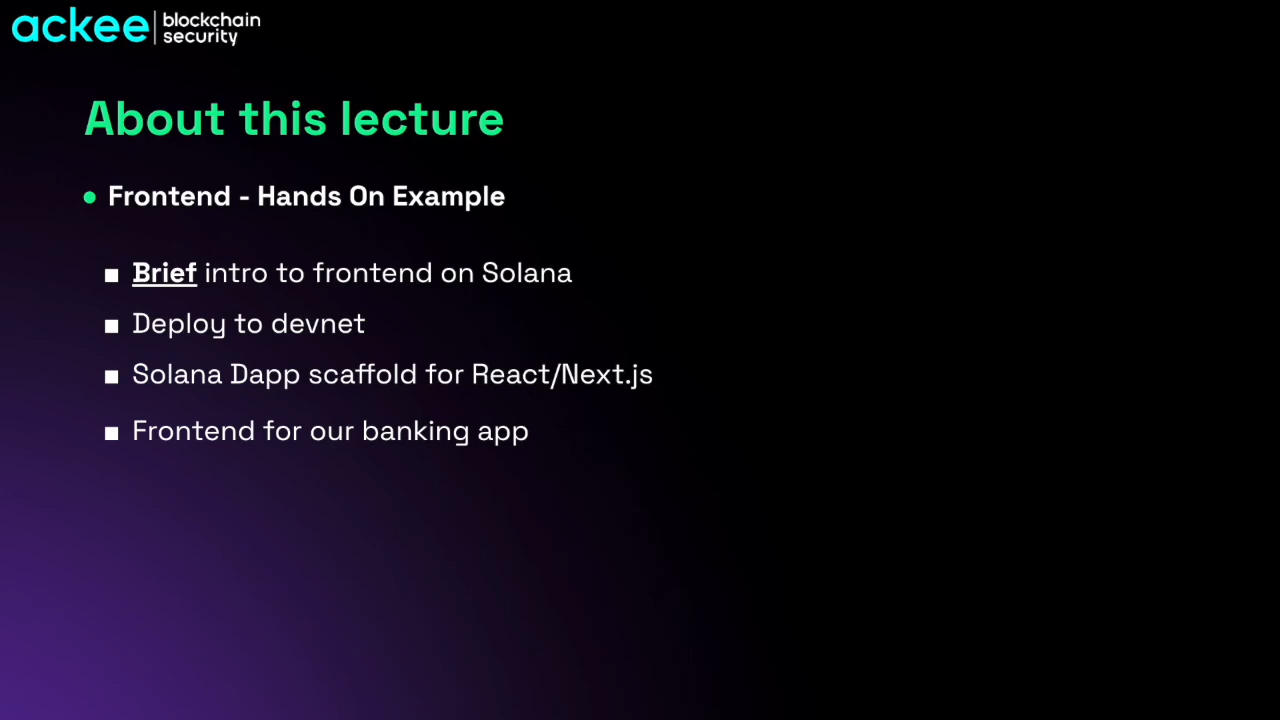 ackee blockchain security
About this lecture
Frontend - Hands On Example
Brief intro to frontend on Solana
Deploy to devnet
Solana Dapp scaffold for React/Next.js
Frontend for our banking app